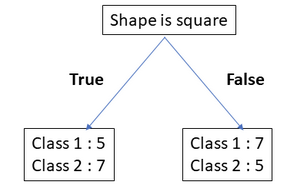 Shape is square
True
False
Class 1 : 5
Class 2 : 7
Class 1 : 7
Class 2 : 5